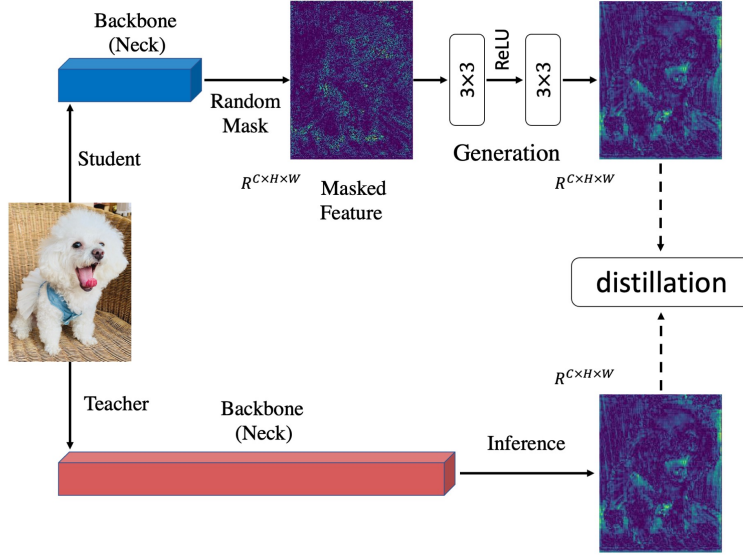 Backbone
(Neck)
Random
Mask
Student
R^{C×H×W}
Masked
Feature
3×3
ReLU
3×3
Generation
R^{C×H×W}
distillation
R^{C×H×W}
Teacher
Backbone
(Neck)
Inference